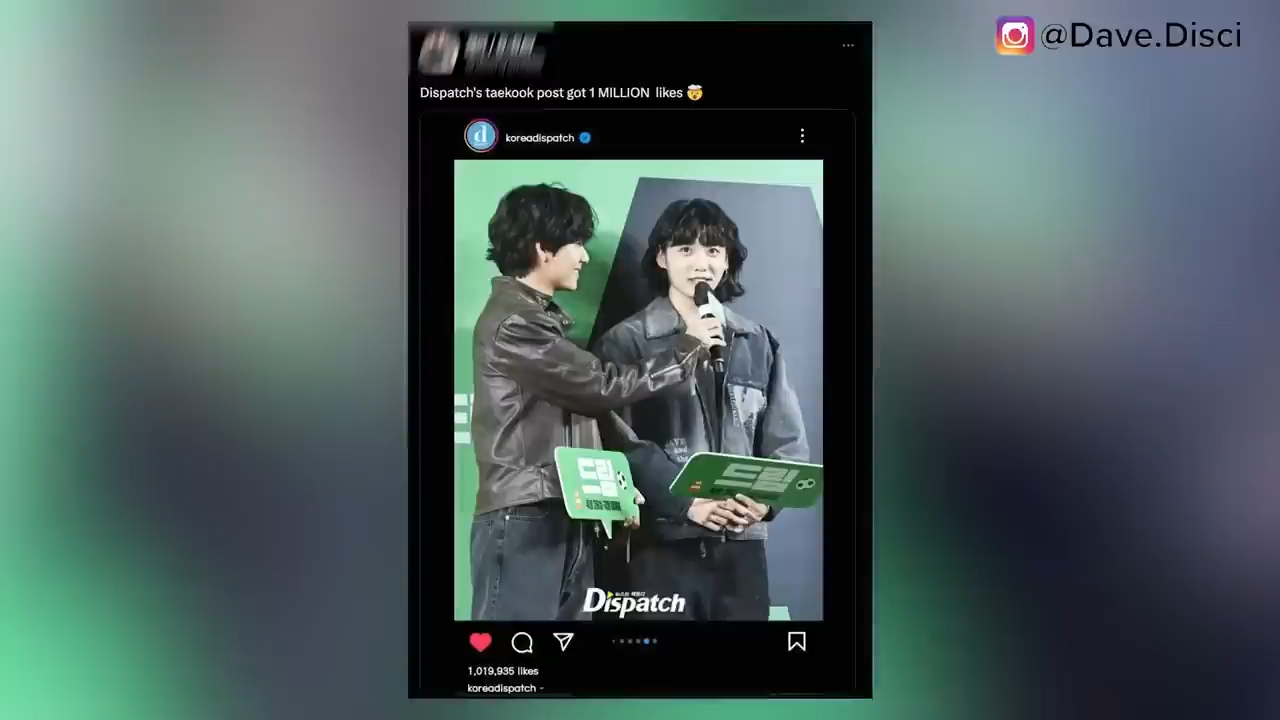 @Dave.Disci
Dispatch's taekook post got 1 MILLION likes 🤯
d koreadispatch
드림
드림
Dispatch
1,019,935 likes
koreadispatch